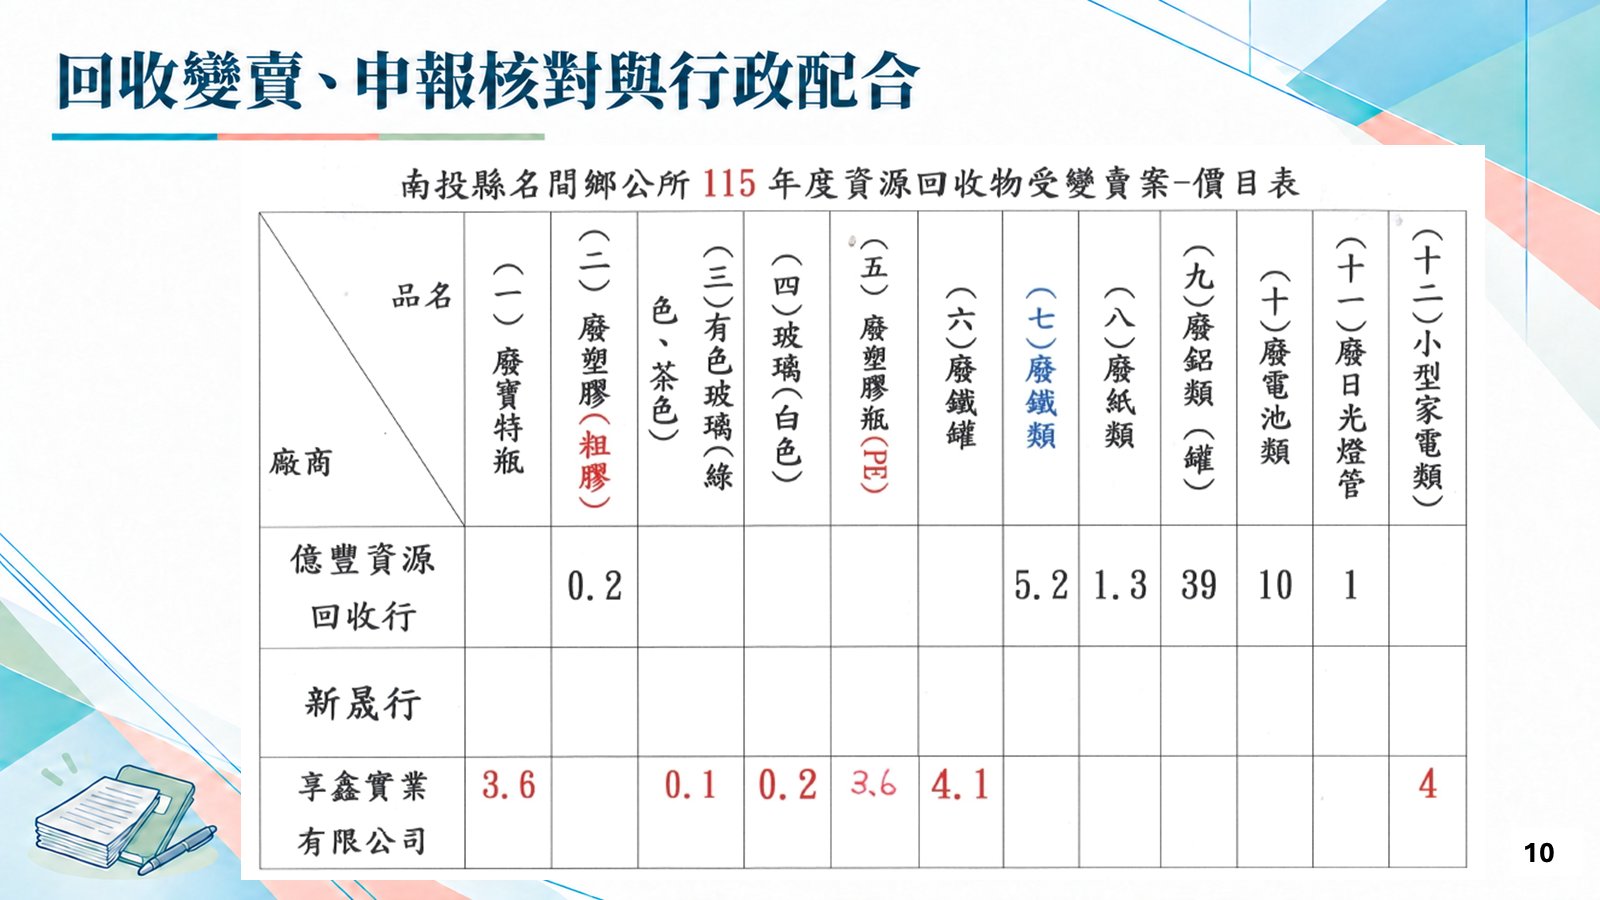 回收變賣、申報核對與行政配合
南投縣名間鄉公所 115 年度資源回收物受變賣案-價目表
品名
廠商
(一)廢寶特瓶
(二)廢塑膠(粗膠)
(三)有色玻璃(綠
色、茶色)
(四)玻璃(白色)
(五)廢塑膠瓶(PE)
(六)廢鐵罐
(七)廢鐵類
(八)廢紙類
(九)廢鋁類(罐)
(十)廢電池類
(十一)廢日光燈管
(十二)小型家電類)
億豐資源
回收行
0.2
5.2
1.3
39
10
1
新晟行
享鑫實業
有限公司
3.6
0.1
0.2
3.6
4.1
4
10